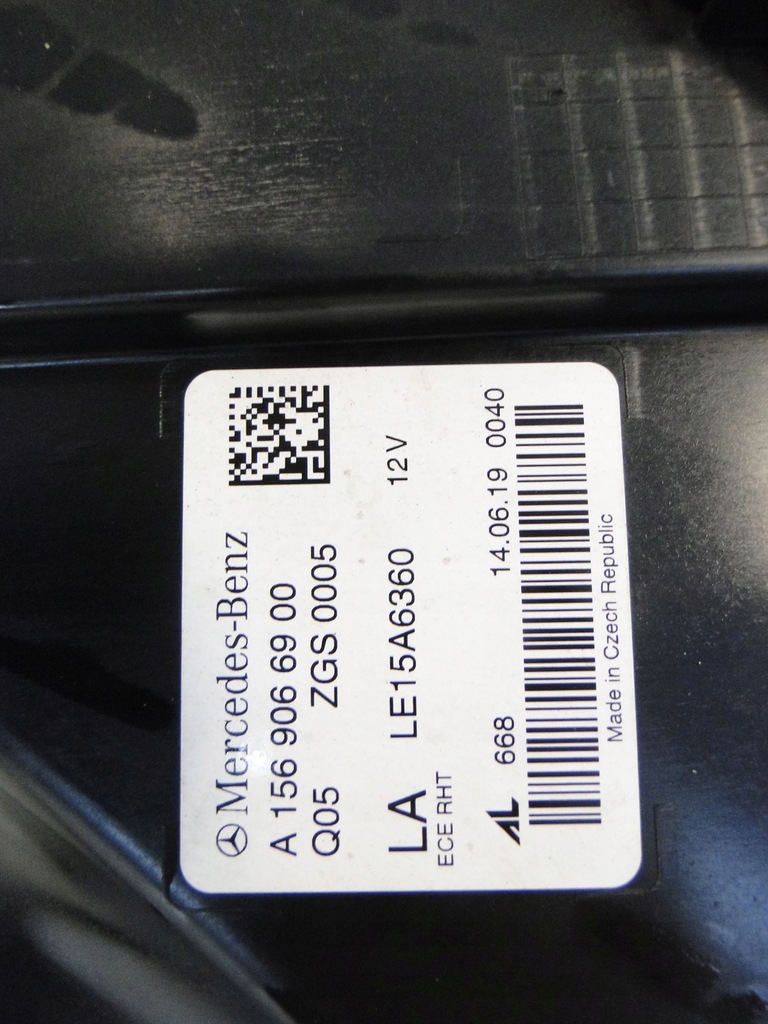 Mercedes-Benz
A 156 906 69 00
Q05 ZGS 0005
LA LE15A6360 12V
ECE RHT
AL 668 14.06.19 0040
Made in Czech Republic